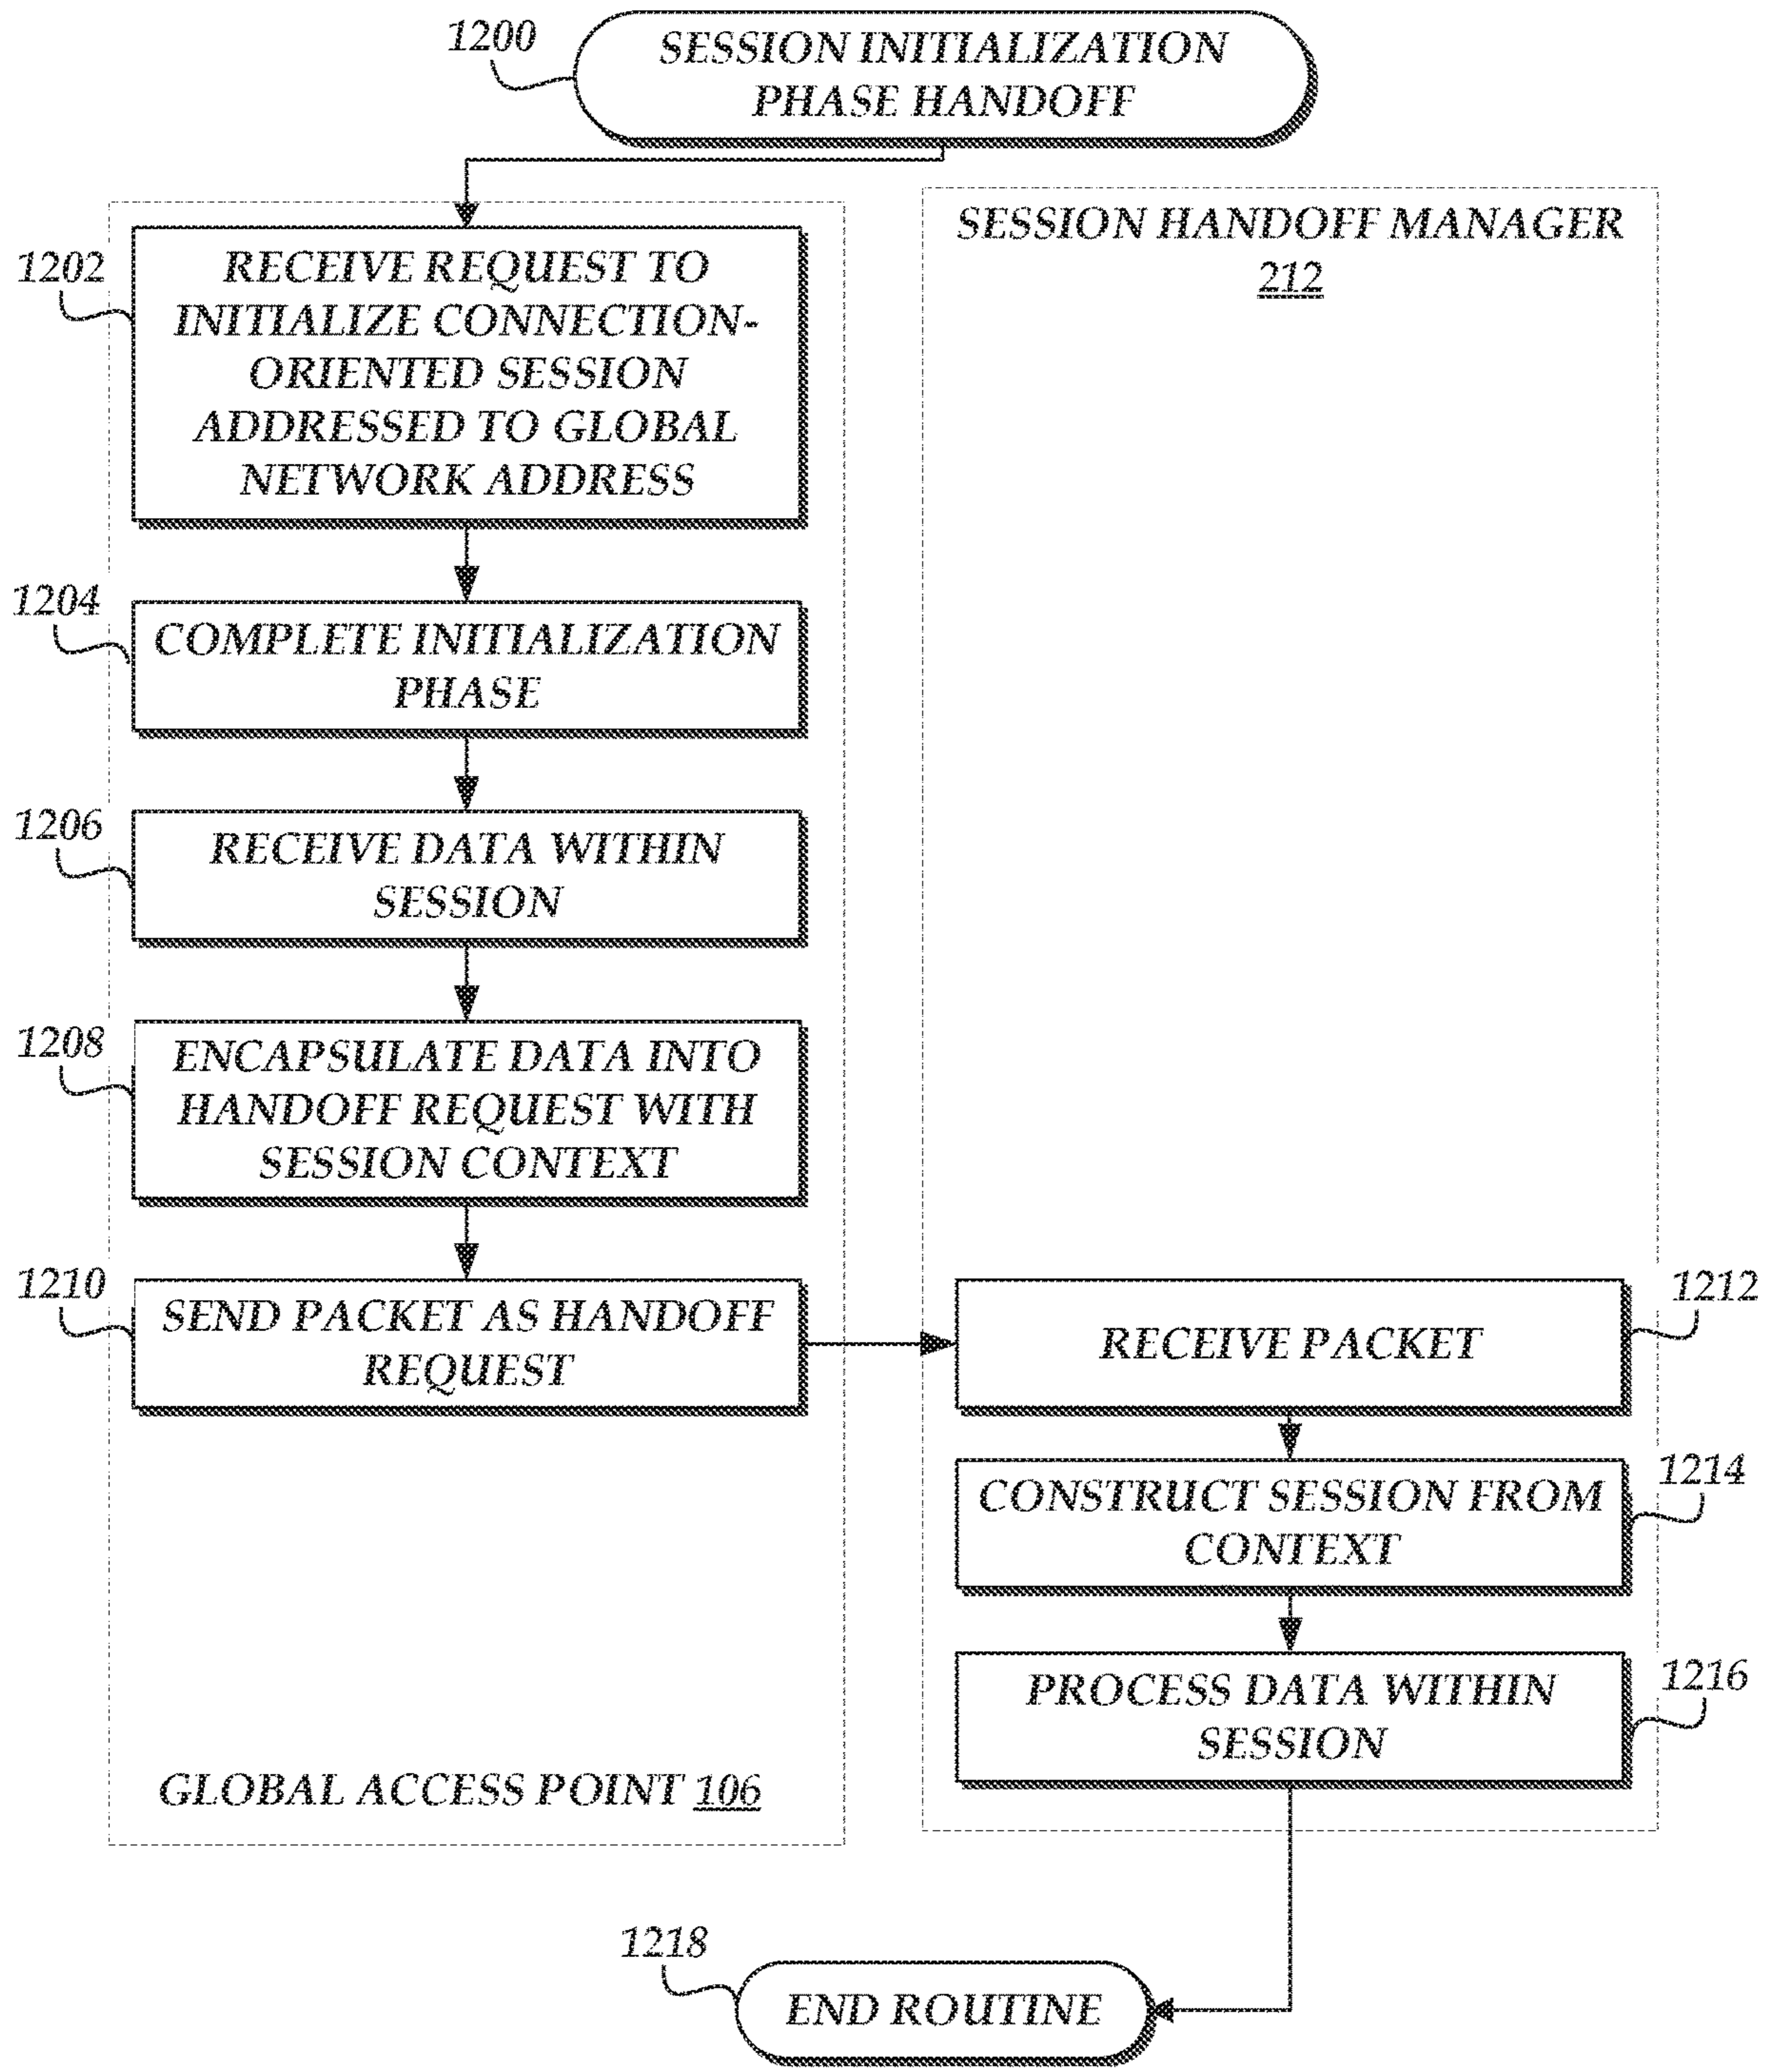 1200
SESSION INITIALIZATION
PHASE HANDOFF
SESSION HANDOFF MANAGER
212
1202
RECEIVE REQUEST TO
INITIALIZE CONNECTION-
ORIENTED SESSION
ADDRESSED TO GLOBAL
NETWORK ADDRESS
1204
COMPLETE INITIALIZATION
PHASE
1206
RECEIVE DATA WITHIN
SESSION
1208
ENCAPSULATE DATA INTO
HANDOFF REQUEST WITH
SESSION CONTEXT
1210
SEND PACKET AS HANDOFF
REQUEST
1212
RECEIVE PACKET
1214
CONSTRUCT SESSION FROM
CONTEXT
1216
PROCESS DATA WITHIN
SESSION
GLOBAL ACCESS POINT 106
1218
END ROUTINE